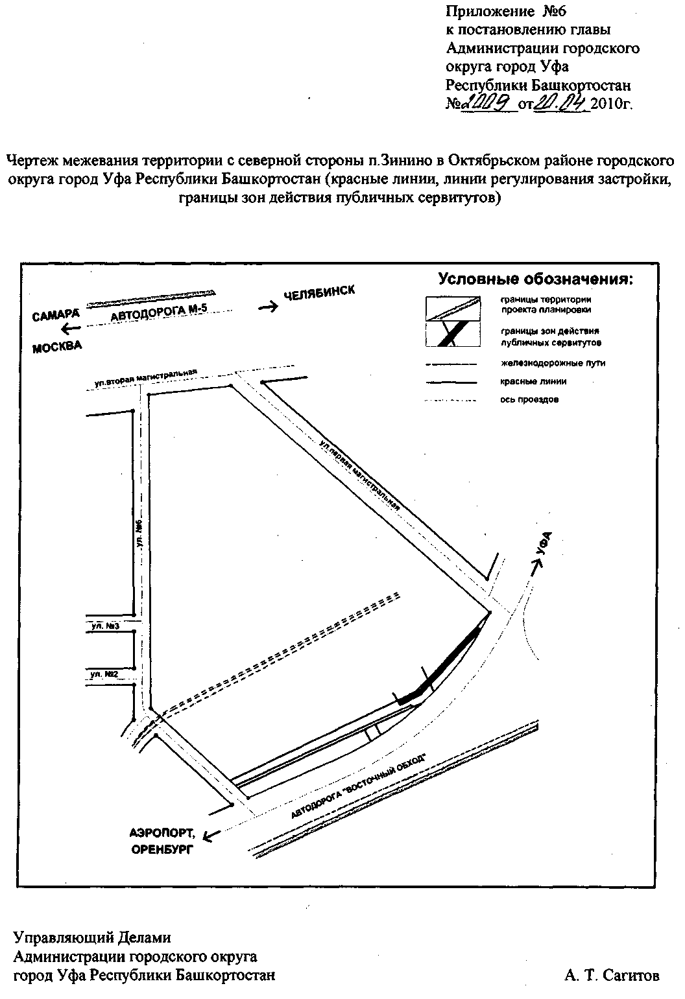 Приложение №6
к постановлению главы
Администрации городского
округа город Уфа
Республики Башкортостан
№ 2009 от 20.04. 2010г.
Чертеж межевания территории с северной стороны п.Зинино в Октябрьском районе городского
округа город Уфа Республики Башкортостан (красные линии, линии регулирования застройки,
границы зон действия публичных сервитутов)
Условные обозначения:
границы территории
проекта планировки
границы зон действия
публичных сервитутов
железнодорожные пути
красные линии
ось проездов
САМАРА
МОСКВА
АВТОДОРОГА М-5
ЧЕЛЯБИНСК
ул.вторая магистральная
ул.первая магистральная
ул. №6
УФА
ул. №3
ул. №2
АВТОДОРОГА "ВОСТОЧНЫЙ ОБХОД"
АЭРОПОРТ,
ОРЕНБУРГ
Управляющий Делами
Администрации городского округа
город Уфа Республики Башкортостан
А. Т. Сагитов